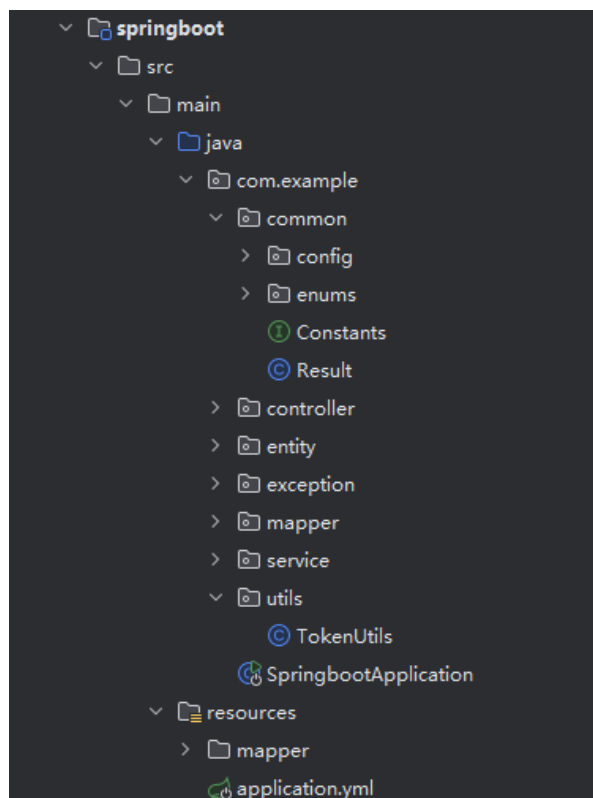 springboot
src
main
java
com.example
common
config
enums
Constants
Result
controller
entity
exception
mapper
service
utils
TokenUtils
SpringbootApplication
resources
mapper
application.yml